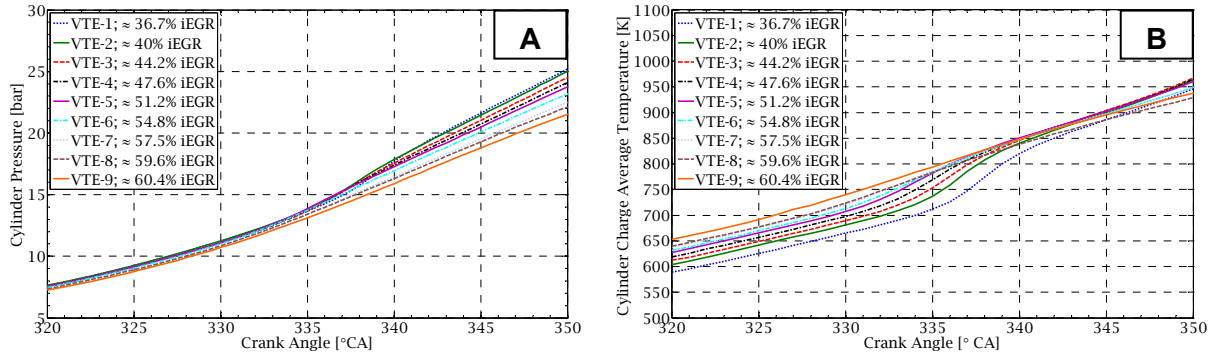 A
VTE-1; ≈ 36.7% iEGR
VTE-2; ≈ 40% iEGR
VTE-3; ≈ 44.2% iEGR
VTE-4; ≈ 47.6% iEGR
VTE-5; ≈ 51.2% iEGR
VTE-6; ≈ 54.8% iEGR
VTE-7; ≈ 57.5% iEGR
VTE-8; ≈ 59.6% iEGR
VTE-9; ≈ 60.4% iEGR
Cylinder Pressure [bar]
30
25
20
15
10
5
320 325 330 335 340 345 350
Crank Angle [°CA]
B
VTE-1; ≈ 36.7% iEGR
VTE-2; ≈ 40% iEGR
VTE-3; ≈ 44.2% iEGR
VTE-4; ≈ 47.6% iEGR
VTE-5; ≈ 51.2% iEGR
VTE-6; ≈ 54.8% iEGR
VTE-7; ≈ 57.5% iEGR
VTE-8; ≈ 59.6% iEGR
VTE-9; ≈ 60.4% iEGR
Cylinder Charge Average Temperature [K]
1100
1050
1000
950
900
850
800
750
700
650
600
550
500
320 325 330 335 340 345 350
Crank Angle [° CA]